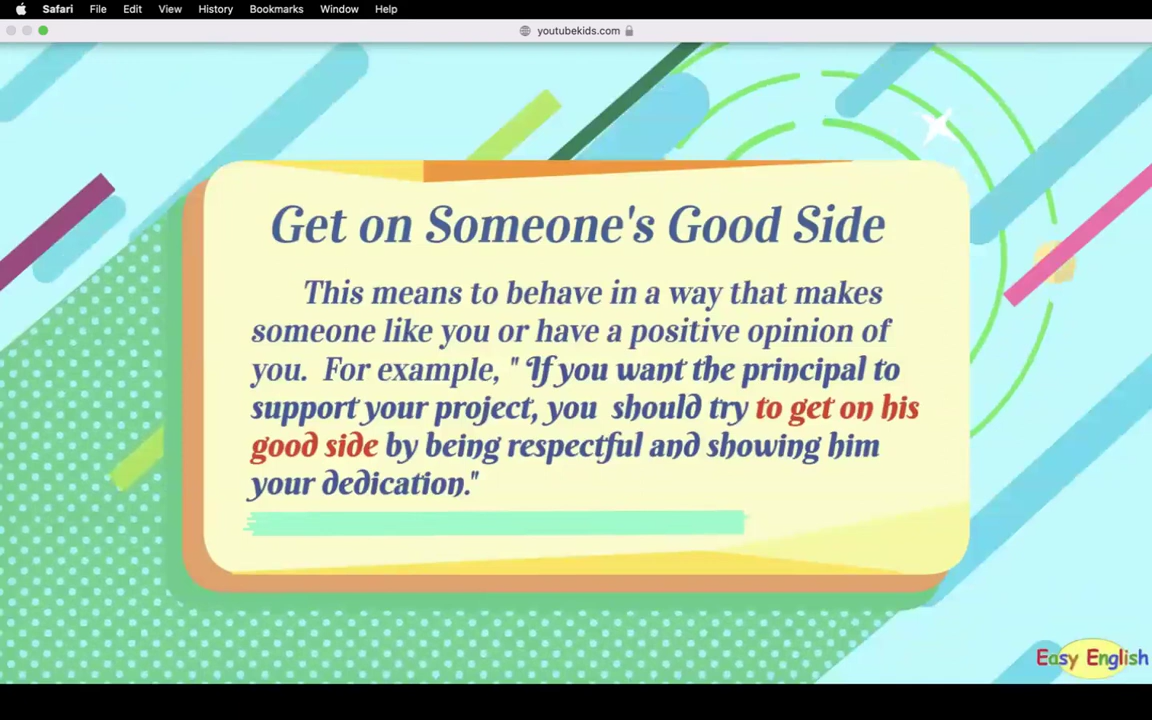 Safari File Edit View History Bookmarks Window Help
youtubekids.com
Get on Someone's Good Side
This means to behave in a way that makes
someone like you or have a positive opinion of
you. For example, " If you want the principal to
support your project, you should try to get on his
good side by being respectful and showing him
your dedication."
Easy English